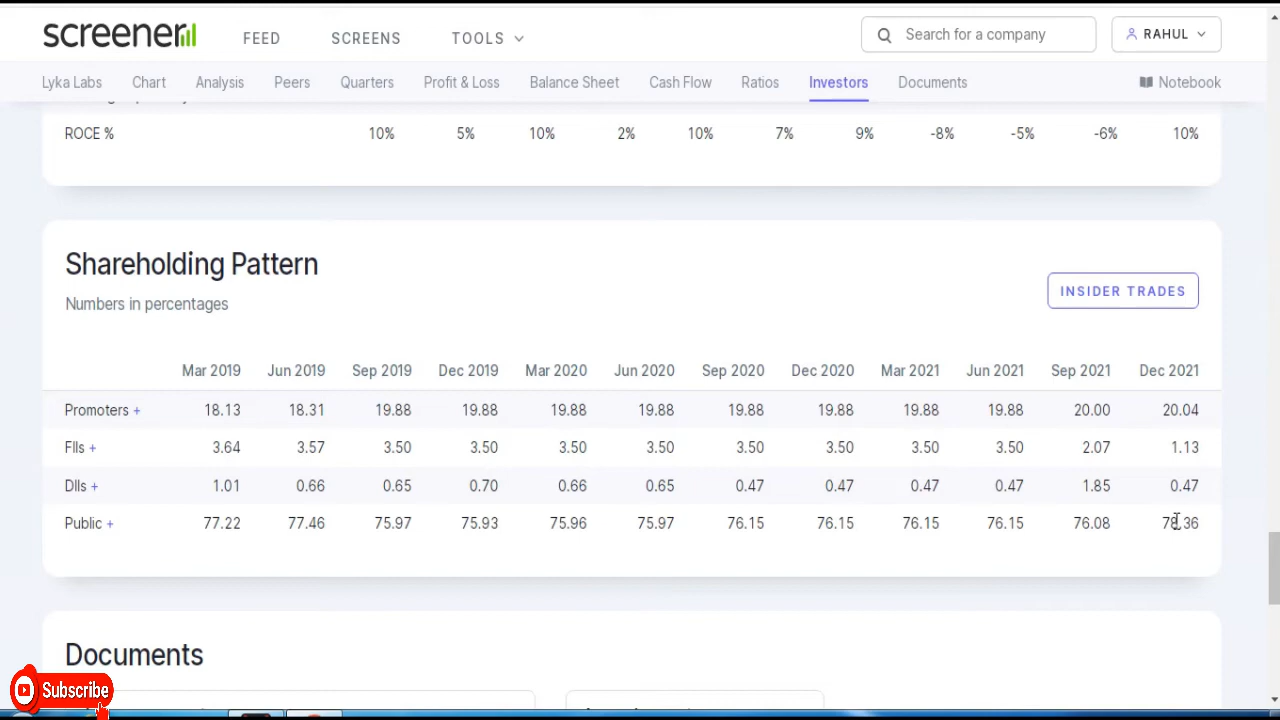 screener
FEED SCREENS TOOLS
Search for a company
RAHUL
Lyka Labs Chart Analysis Peers Quarters Profit & Loss Balance Sheet Cash Flow Ratios Investors Documents Notebook
ROCE % 10% 5% 10% 2% 10% 7% 9% -8% -5% -6% 10%
Shareholding Pattern
Numbers in percentages
INSIDER TRADES
Mar 2019 Jun 2019 Sep 2019 Dec 2019 Mar 2020 Jun 2020 Sep 2020 Dec 2020 Mar 2021 Jun 2021 Sep 2021 Dec 2021
Promoters + 18.13 18.31 19.88 19.88 19.88 19.88 19.88 19.88 19.88 19.88 20.00 20.04
FIIs + 3.64 3.57 3.50 3.50 3.50 3.50 3.50 3.50 3.50 3.50 2.07 1.13
DIIs + 1.01 0.66 0.65 0.70 0.66 0.65 0.47 0.47 0.47 0.47 1.85 0.47
Public + 77.22 77.46 75.97 75.93 75.96 75.97 76.15 76.15 76.15 76.15 76.08 78.36
Documents
Subscribe